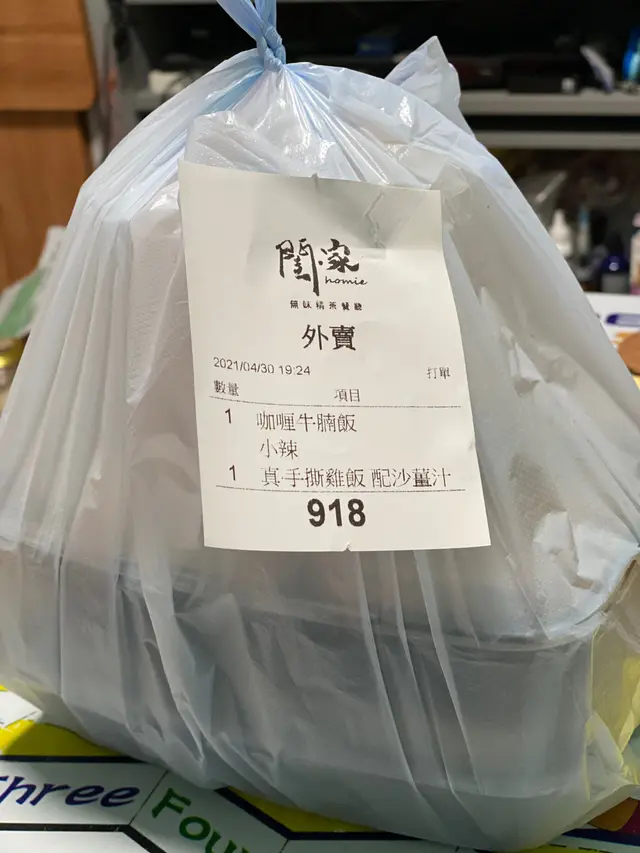 閤·家
homie
無味精茶餐廳
外賣
2021/04/30 19:24 打單
數量 項目
1 咖喱牛腩飯
小辣
1 真·手撕雞飯 配沙薑汁
918
Three
Four